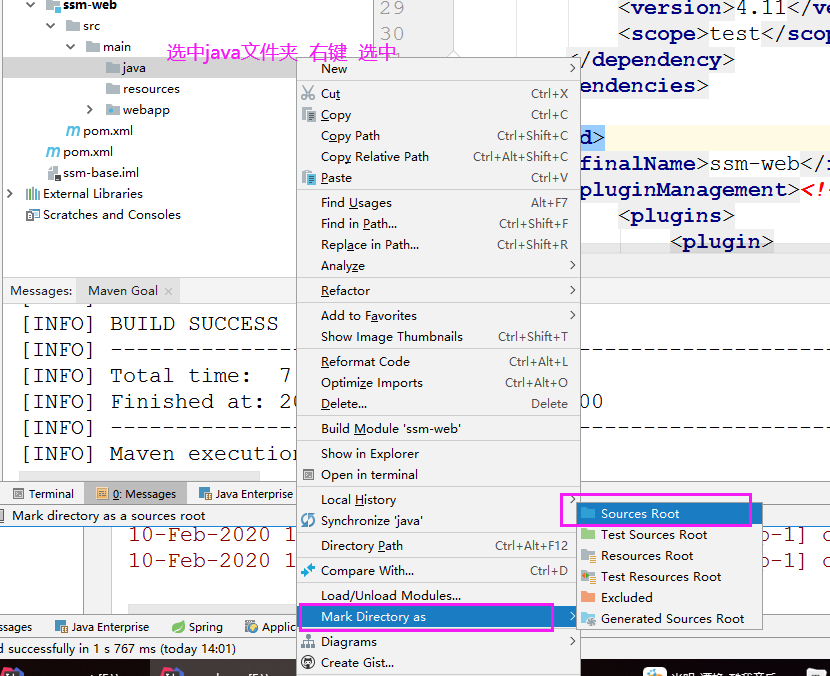 ssm-web
src
main
选中java文件夹 右键 选中
java
resources
webapp
pom.xml
pom.xml
ssm-base.iml
External Libraries
Scratches and Consoles
29
30
<version>4.11</ve
<scope>test</scop
</dependency>
endencies>
d>
finalName>ssm-web</
pluginManagement><!-
<plugins>
<plugin>
New
Cut Ctrl+X
Copy Ctrl+C
Copy Path Ctrl+Shift+C
Copy Relative Path Ctrl+Alt+Shift+C
Paste Ctrl+V
Find Usages Alt+F7
Find in Path... Ctrl+Shift+F
Replace in Path... Ctrl+Shift+R
Analyze
Refactor
Add to Favorites
Show Image Thumbnails Ctrl+Shift+T
Reformat Code Ctrl+Alt+L
Optimize Imports Ctrl+Alt+O
Delete... Delete
Build Module 'ssm-web'
Show in Explorer
Open in terminal
Local History
Synchronize 'java'
Directory Path Ctrl+Alt+F12
Compare With... Ctrl+D
Load/Unload Modules...
Mark Directory as
Diagrams
Create Gist...
Sources Root
Test Sources Root
Resources Root
Test Resources Root
Excluded
Generated Sources Root
Messages: Maven Goal ×
[INFO] BUILD SUCCESS
[INFO] ------------------------------------------------
[INFO] Total time: 7
[INFO] Finished at: 20 00
[INFO] ------------------------------------------------
[INFO] Maven execution
Terminal 0: Messages Java Enterprise
Mark directory as a sources root
10-Feb-2020 1 o-1] o
10-Feb-2020 1 o-1] o
ssages Java Enterprise Spring Applic
d successfully in 1 s 767 ms (today 14:01)